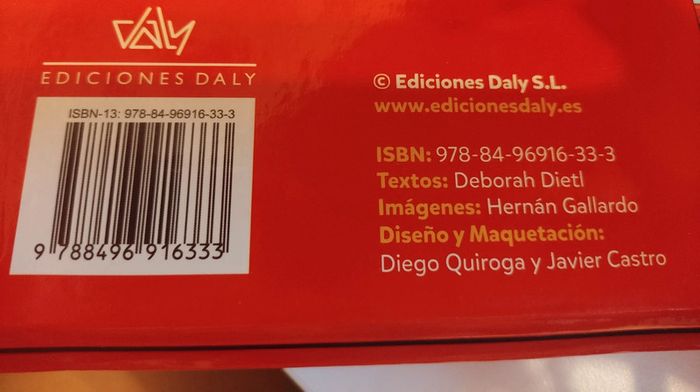 daly
EDICIONES DALY
ISBN-13: 978-84-96916-33-3
9 788496 916333
© Ediciones Daly S.L.
www.edicionesdaly.es
ISBN: 978-84-96916-33-3
Textos: Deborah Dietl
Imágenes: Hernán Gallardo
Diseño y Maquetación:
Diego Quiroga y Javier Castro